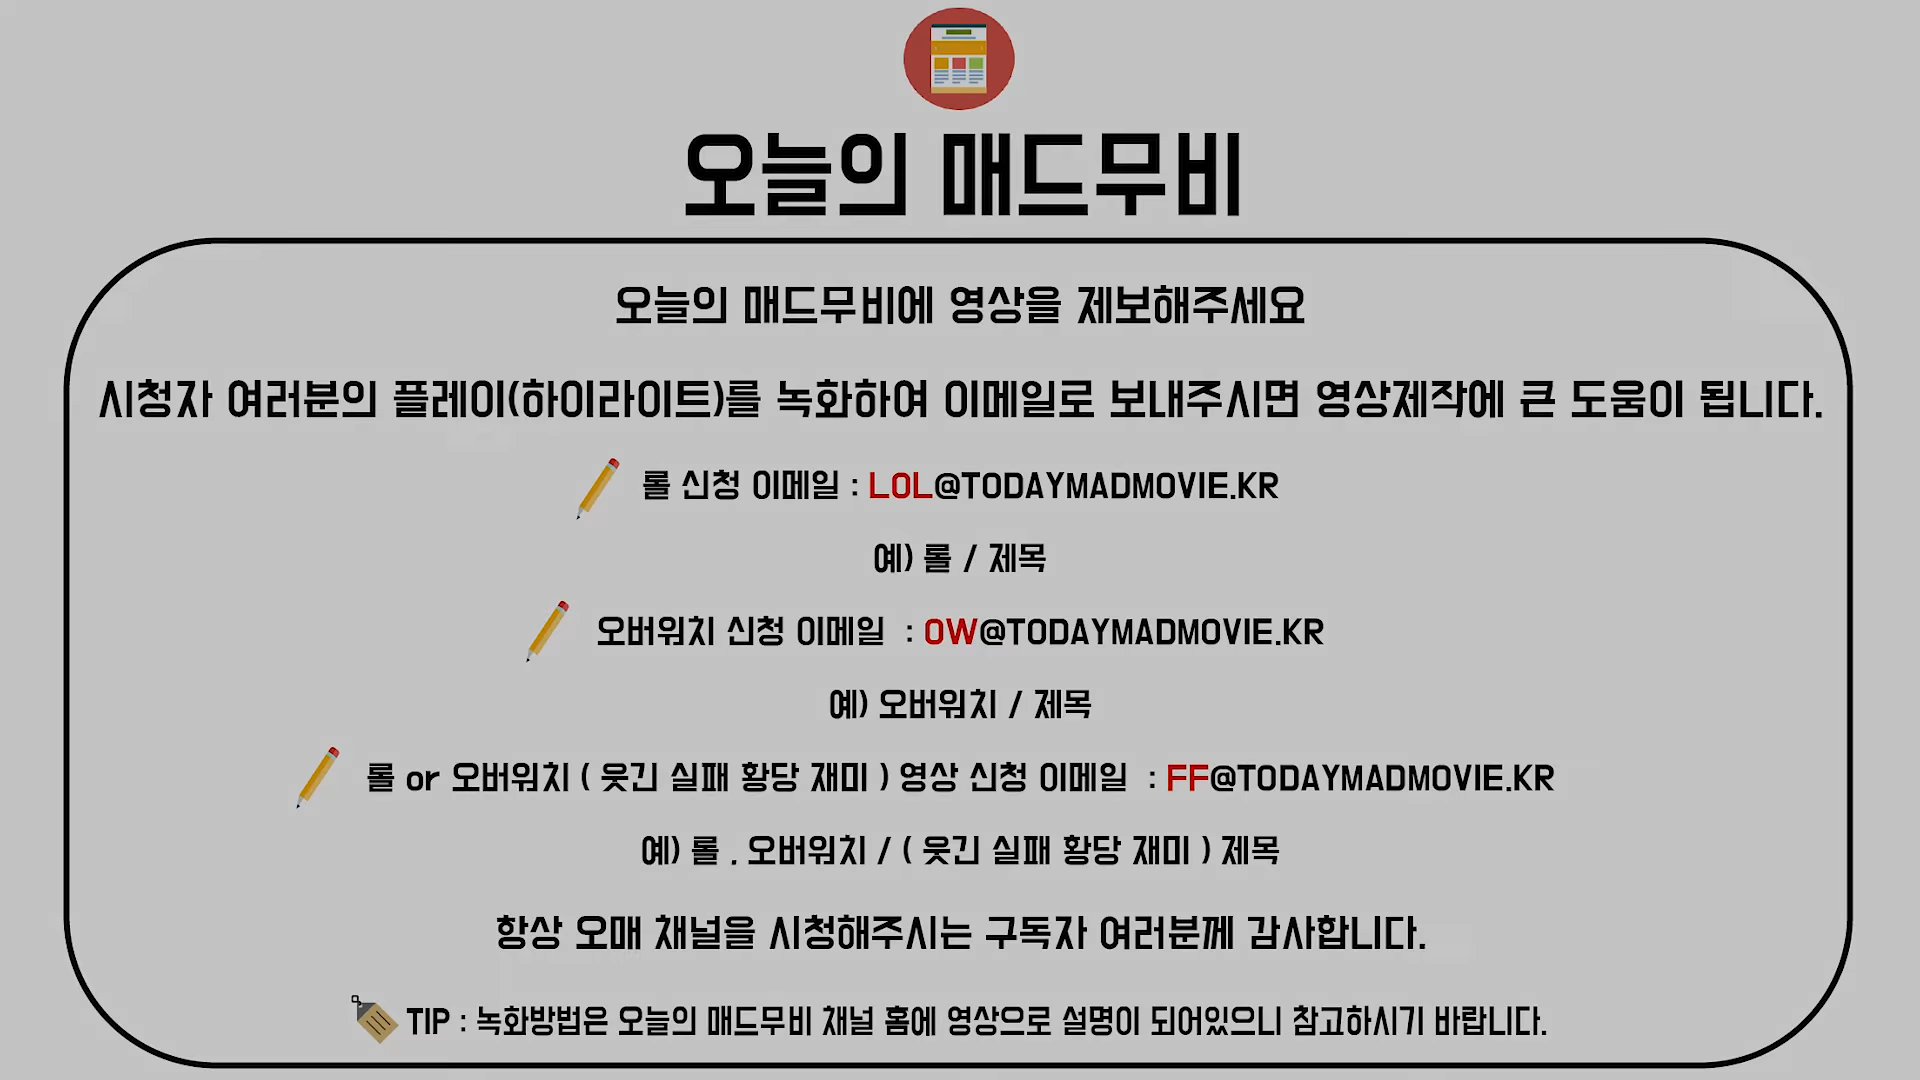 오늘의 매드무비
오늘의 매드무비에 영상을 제보해주세요
시청자 여러분의 플레이(하이라이트)를 녹화하여 이메일로 보내주시면 영상제작에 큰 도움이 됩니다.
롤 신청 이메일 : LOL@TODAYMADMOVIE.KR
예) 롤 / 제목
오버워치 신청 이메일 : OW@TODAYMADMOVIE.KR
예) 오버워치 / 제목
롤 or 오버워치 ( 웃긴 실패 황당 재미 ) 영상 신청 이메일 : FF@TODAYMADMOVIE.KR
예) 롤 . 오버워치 / ( 웃긴 실패 황당 재미 ) 제목
항상 오매 채널을 시청해주시는 구독자 여러분께 감사합니다.
TIP : 녹화방법은 오늘의 매드무비 채널 홈에 영상으로 설명이 되어있으니 참고하시기 바랍니다.